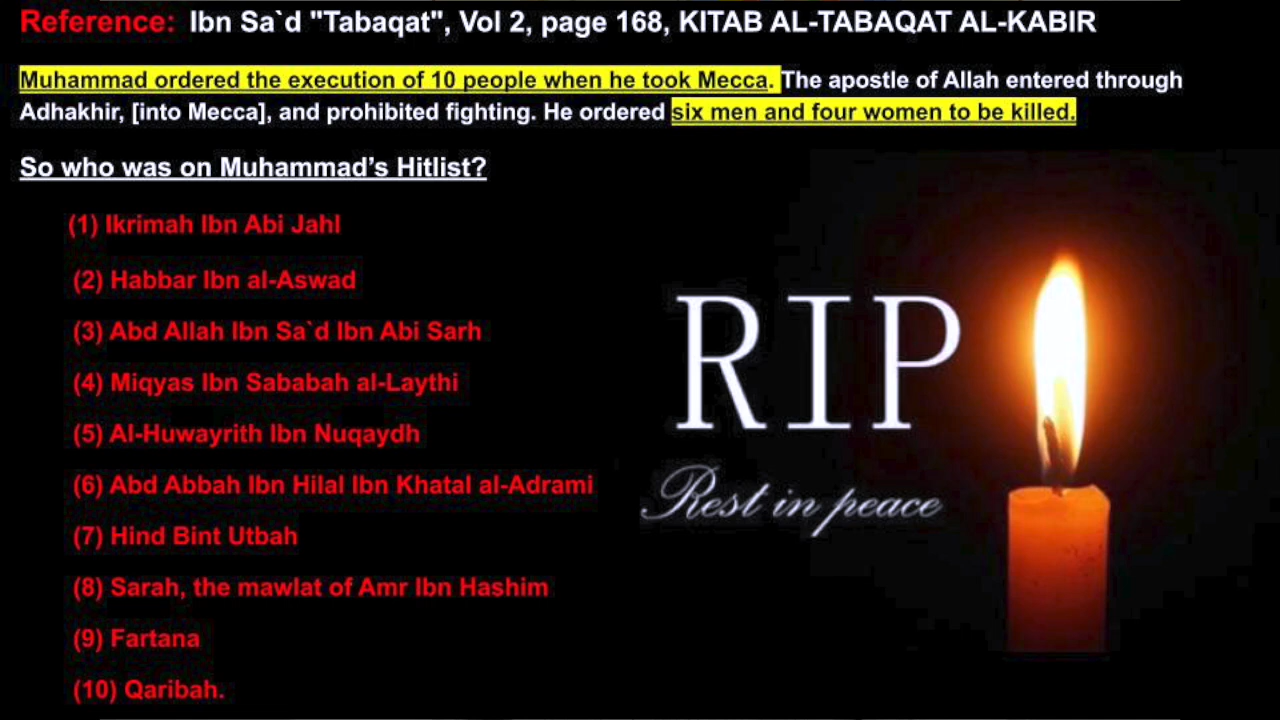 Reference: Ibn Sa`d "Tabaqat", Vol 2, page 168, KITAB AL-TABAQAT AL-KABIR
Muhammad ordered the execution of 10 people when he took Mecca. The apostle of Allah entered through
Adhakhir, [into Mecca], and prohibited fighting. He ordered six men and four women to be killed.
So who was on Muhammad’s Hitlist?
(1) Ikrimah Ibn Abi Jahl
(2) Habbar Ibn al-Aswad
(3) Abd Allah Ibn Sa`d Ibn Abi Sarh
(4) Miqyas Ibn Sababah al-Laythi
(5) Al-Huwayrith Ibn Nuqaydh
(6) Abd Abbah Ibn Hilal Ibn Khatal al-Adrami
(7) Hind Bint Utbah
(8) Sarah, the mawlat of Amr Ibn Hashim
(9) Fartana
(10) Qaribah.
RIP
Rest in peace